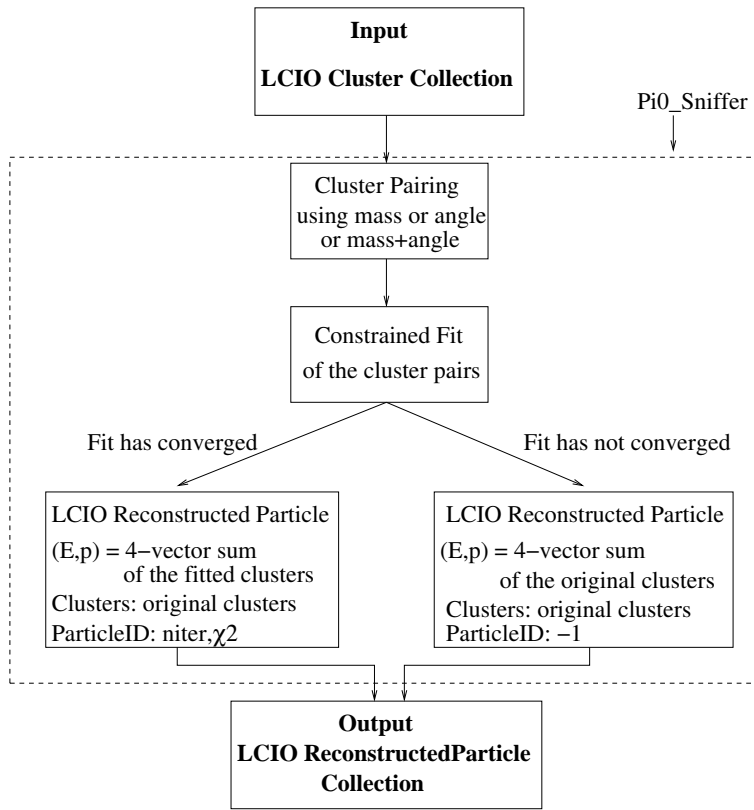 Input
LCIO Cluster Collection
Pi0_Sniffer
Cluster Pairing
using mass or angle
or mass+angle
Constrained Fit
of the cluster pairs
Fit has converged
Fit has not converged
LCIO Reconstructed Particle
(E,p) = 4−vector sum
of the fitted clusters
Clusters: original clusters
ParticleID: niter,χ2
LCIO Reconstructed Particle
(E,p) = 4−vector sum
of the original clusters
Clusters: original clusters
ParticleID: −1
Output
LCIO ReconstructedParticle
Collection